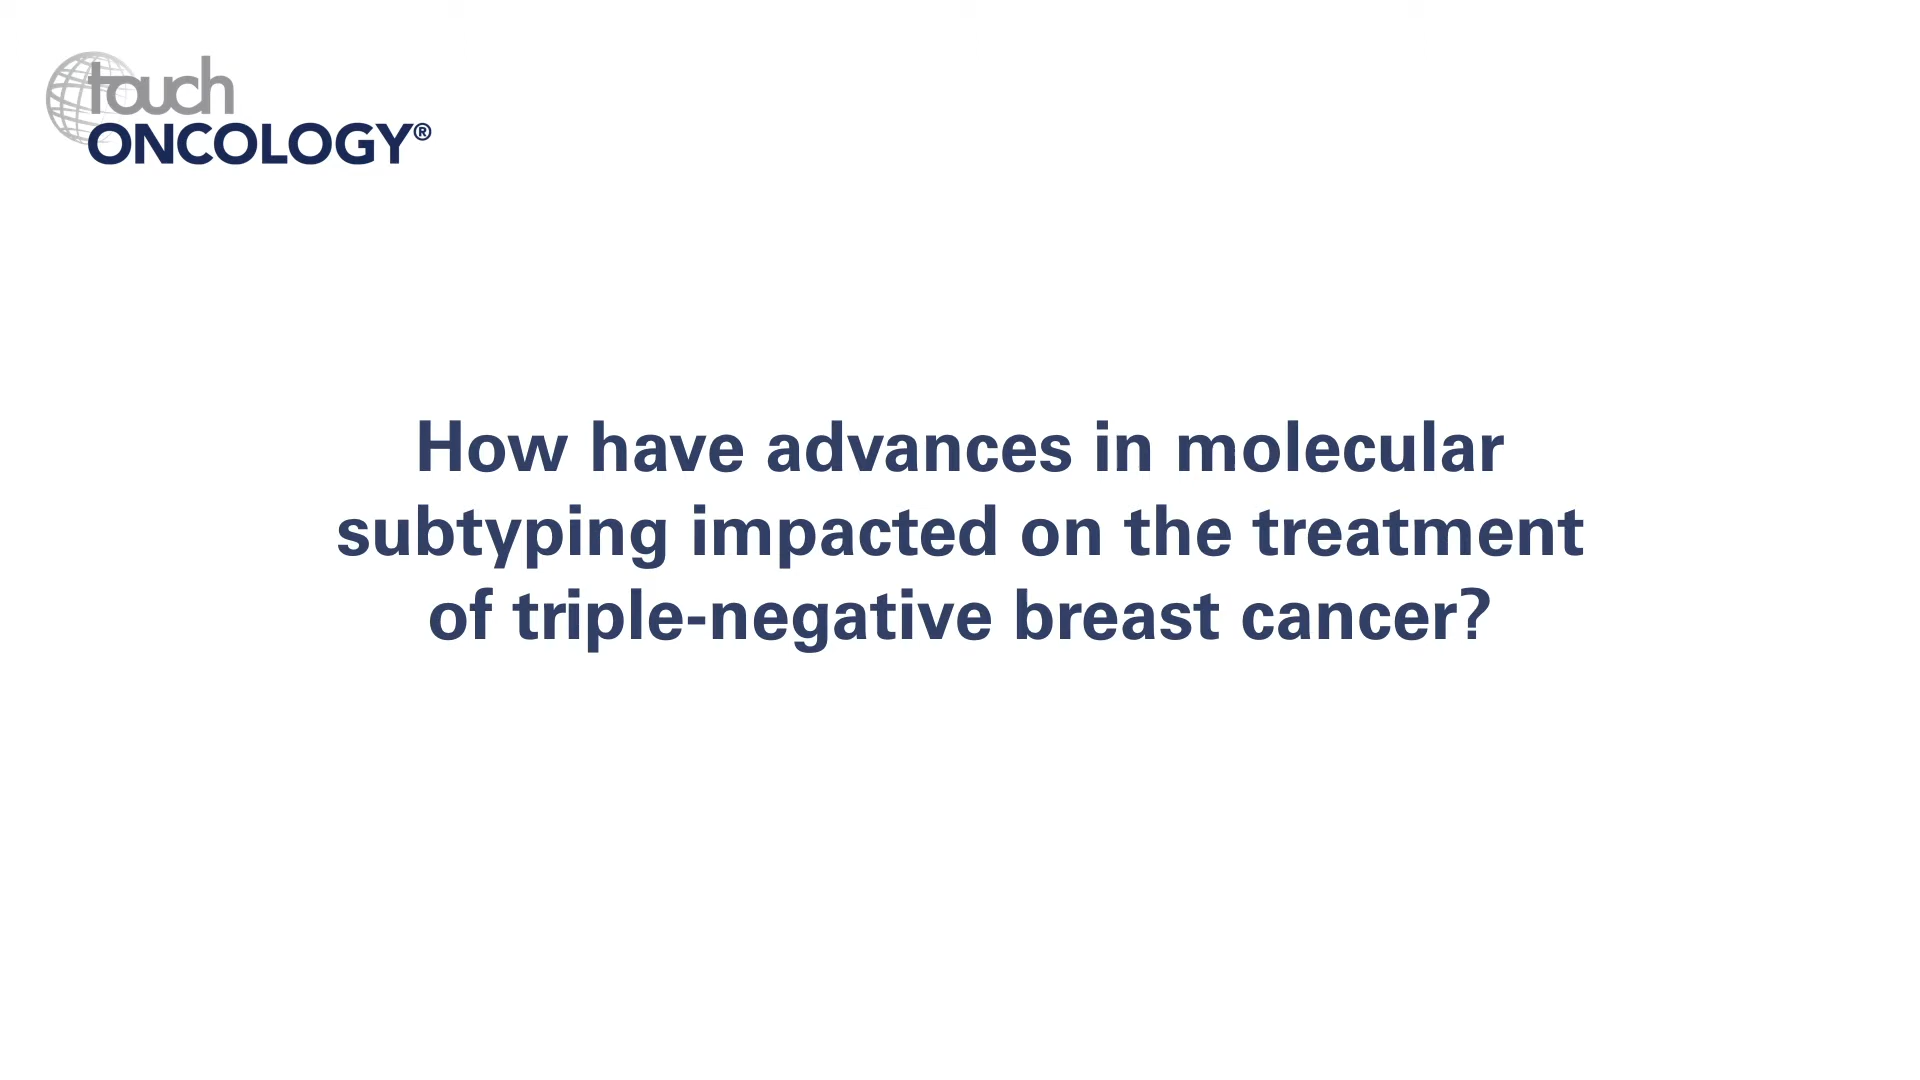 touch
ONCOLOGY®
How have advances in molecular
subtyping impacted on the treatment
of triple-negative breast cancer?